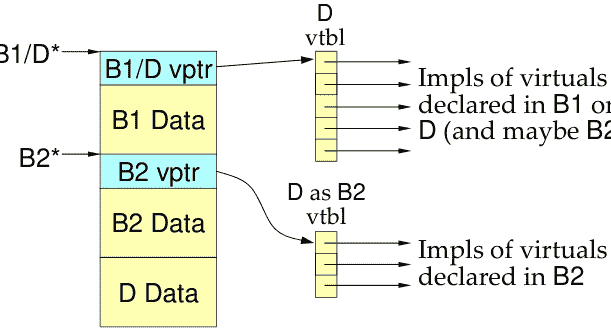 D
vtbl
B1/D*
B1/D vptr
B1 Data
B2*
B2 vptr
B2 Data
D Data
Impls of virtuals
declared in B1 or
D (and maybe B2
D as B2
vtbl
Impls of virtuals
declared in B2